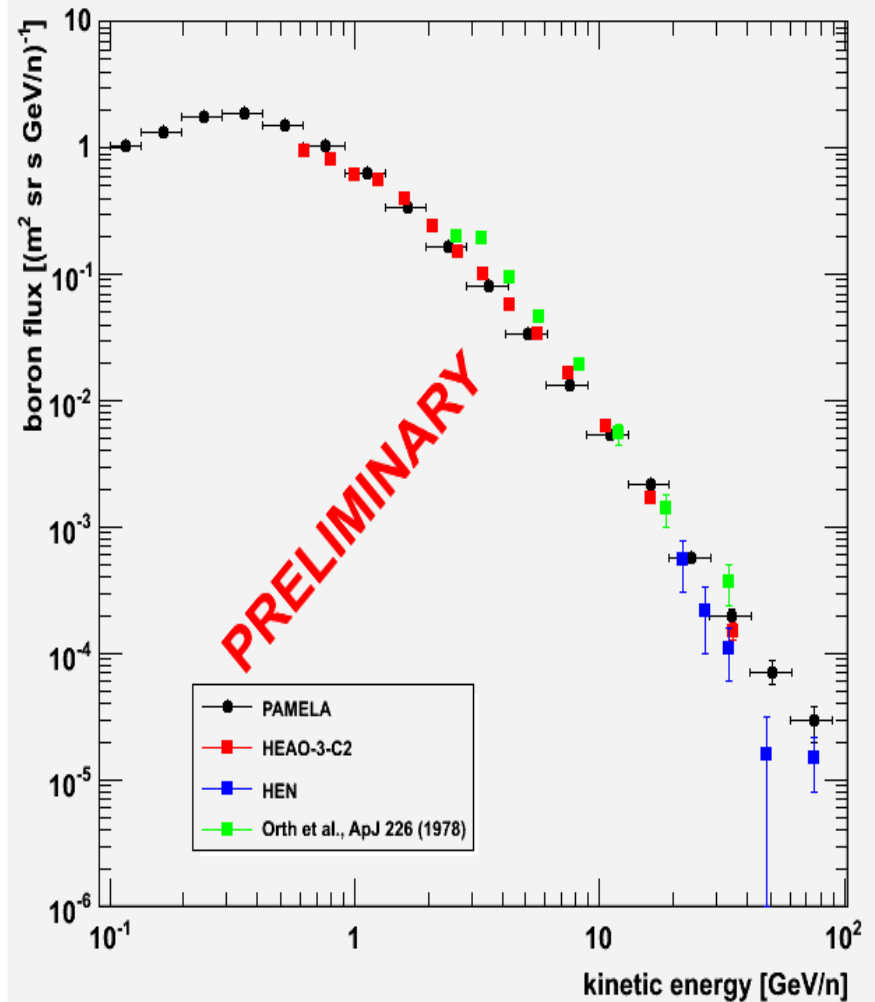 boron flux [(m² sr s GeV/n)⁻¹]
10
1
10⁻¹
10⁻²
10⁻³
10⁻⁴
10⁻⁵
10⁻⁶
PRELIMINARY
PAMELA
HEAO-3-C2
HEN
Orth et al., ApJ 226 (1978)
10⁻¹ 1 10 10²
kinetic energy [GeV/n]